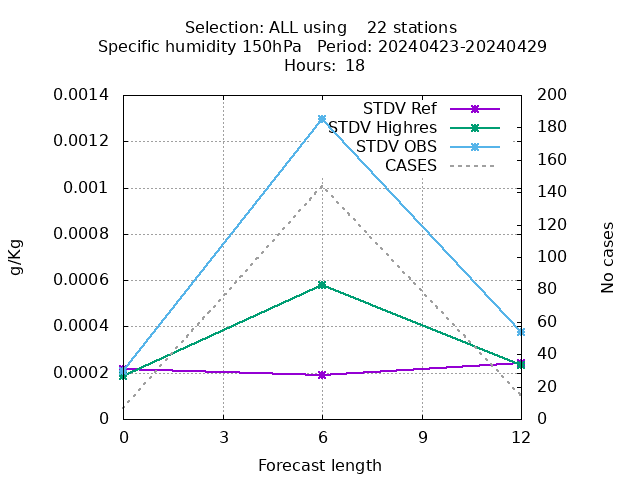 Selection: ALL using    22 stations
Specific humidity 150hPa   Period: 20240423-20240429
Hours: 18
STDV Ref
STDV Highres
STDV OBS
CASES
0.0014
0.0012
0.001
0.0008
0.0006
0.0004
0.0002
0
g/Kg
200
180
160
140
120
100
80
60
40
20
0
No cases
0
3
6
9
12
Forecast length